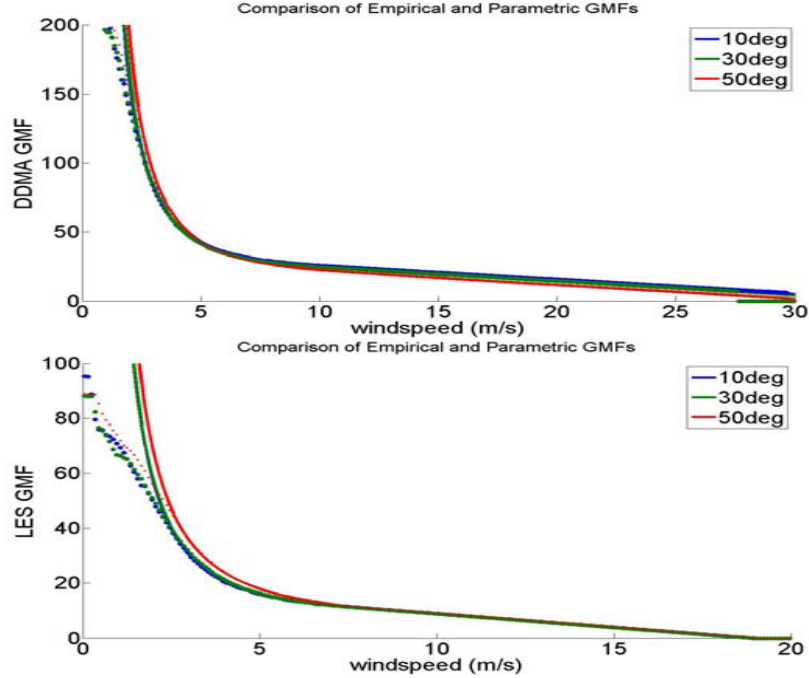 Comparison of Empirical and Parametric GMFs
200
150
100
50
0
DDMA GMF
10deg
30deg
50deg
0 5 10 15 20 25 30
windspeed (m/s)
Comparison of Empirical and Parametric GMFs
100
80
60
40
20
0
LES GMF
10deg
30deg
50deg
0 5 10 15 20
windspeed (m/s)